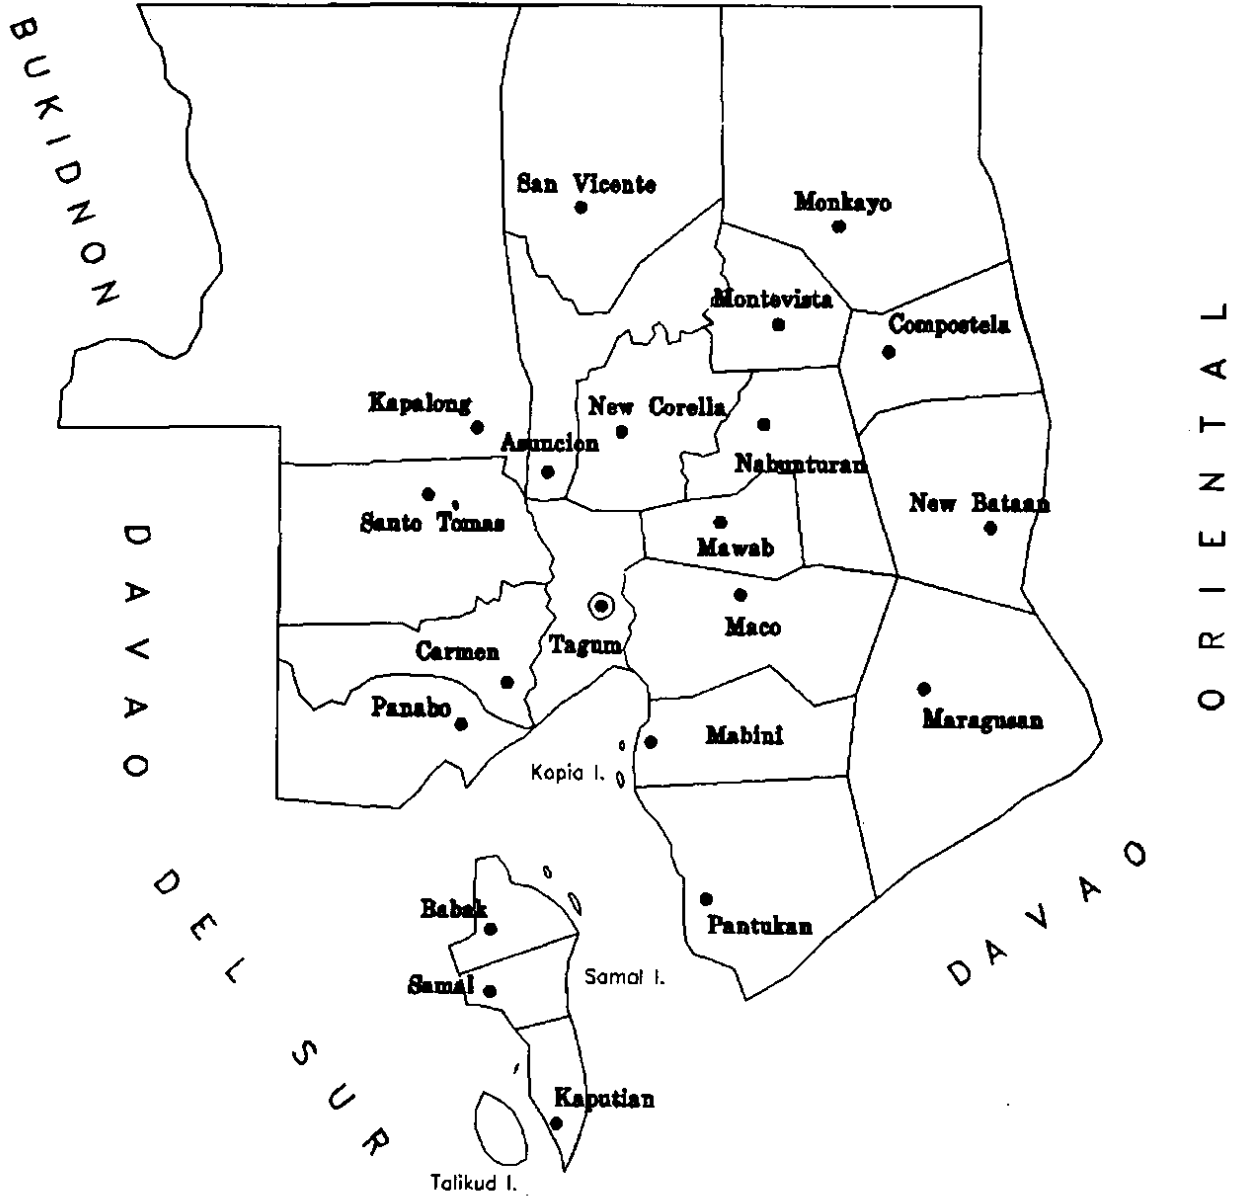 BUKIDNON
San Vicente
Monkayo
Montevista
Compostela
Kapalong
New Corella
Asuncion
Nabunturan
Santo Tomas
New Bataan
Mawab
Maco
Tagum
Carmen
Panabo
Maragusan
Mabini
Kopia I.
Babak
Pantukan
Samal
Samal I.
Kaputian
Talikud I.
DAVAO DEL SUR
DAVAO ORIENTAL